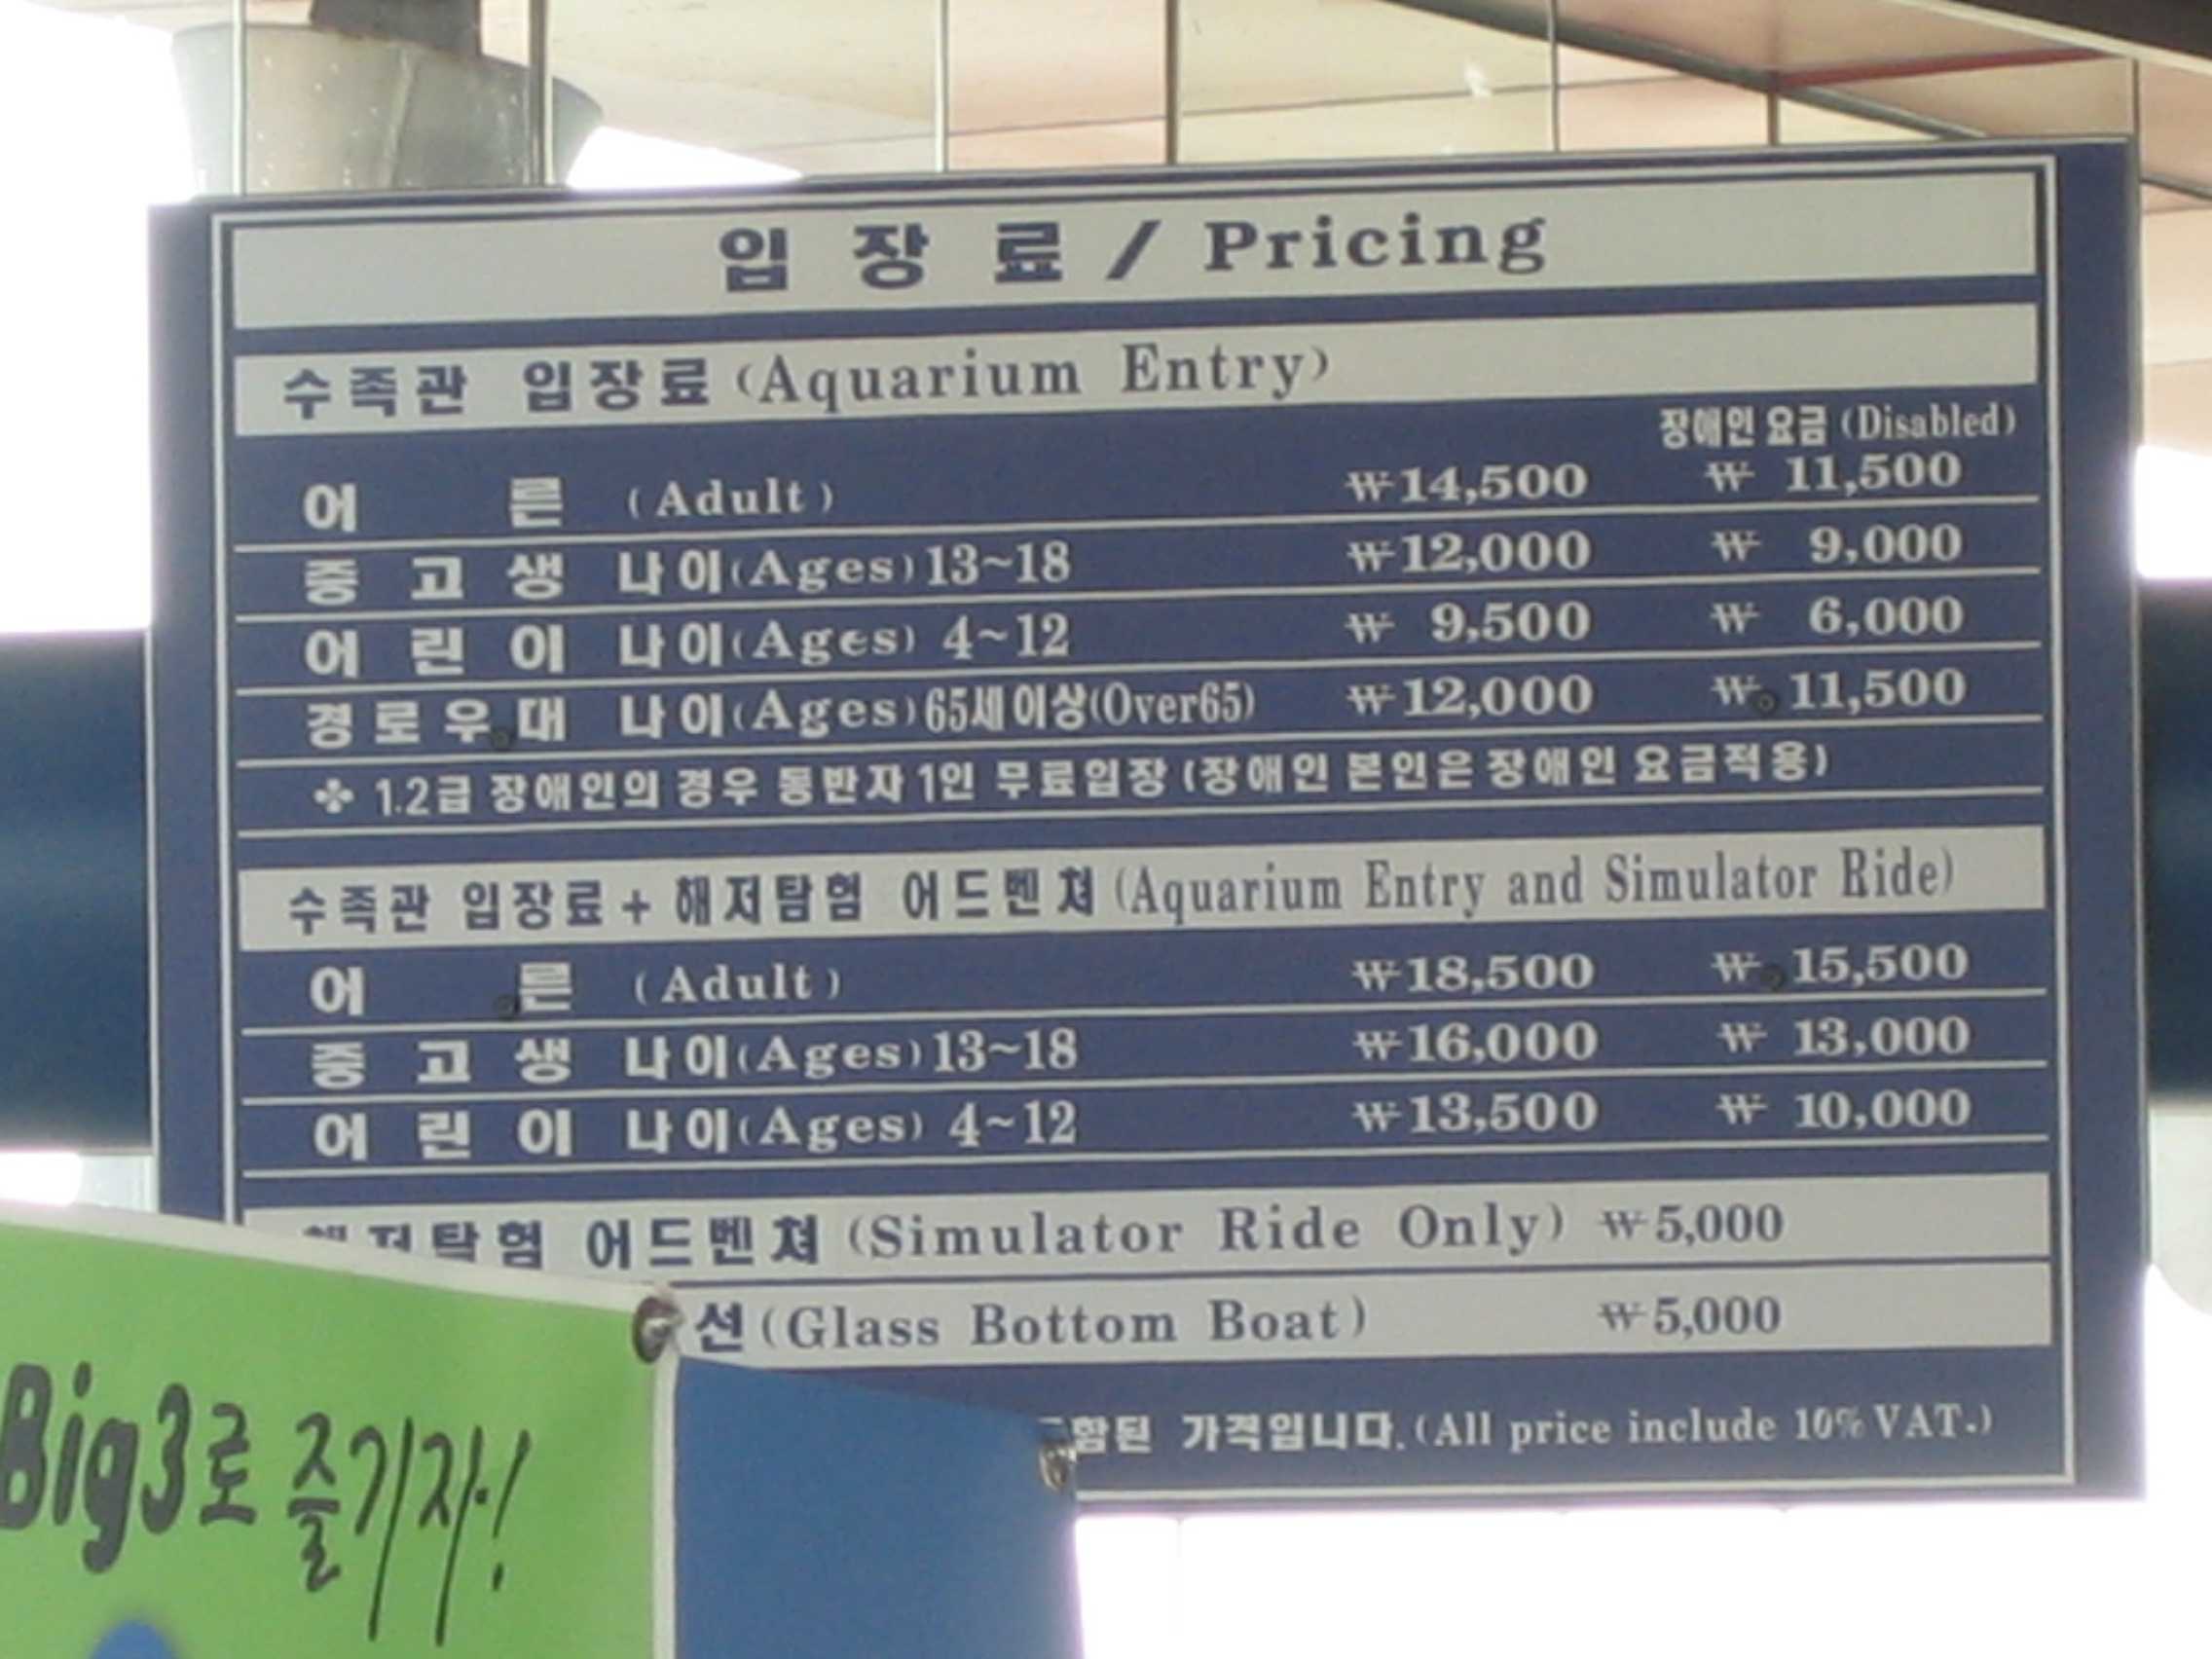 입장료 / Pricing
수족관 입장료 (Aquarium Entry)
장애인 요금 (Disabled)
어른 (Adult) ₩14,500 ₩ 11,500
중고생 나이 (Ages) 13~18 ₩12,000 ₩ 9,000
어린이 나이 (Ages) 4~12 ₩ 9,500 ₩ 6,000
경로우대 나이 (Ages) 65세이상(Over65) ₩12,000 ₩ 11,500
✤ 1.2급 장애인의 경우 동반자 1인 무료입장 (장애인 본인은 장애인 요금적용)
수족관 입장료 + 해저탐험 어드벤쳐 (Aquarium Entry and Simulator Ride)
어른 (Adult) ₩18,500 ₩ 15,500
중고생 나이 (Ages) 13~18 ₩16,000 ₩ 13,000
어린이 나이 (Ages) 4~12 ₩13,500 ₩ 10,000
해저탐험 어드벤쳐 (Simulator Ride Only) ₩5,000
선 (Glass Bottom Boat) ₩5,000
함된 가격입니다. (All price include 10% VAT.)
Big3로 즐기자!